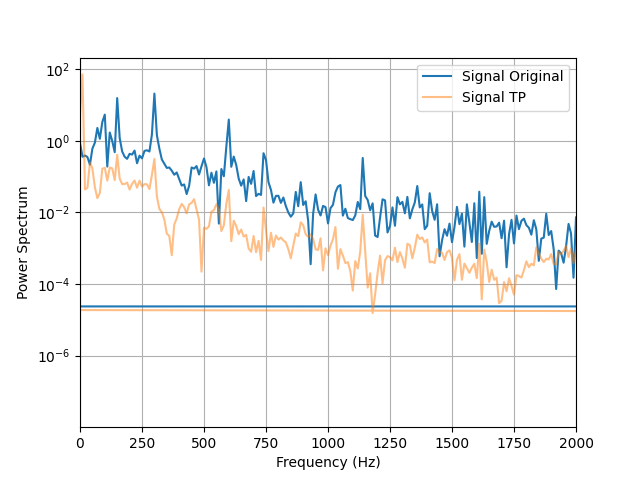 Signal Original
Signal TP
Power Spectrum
10²
10⁰
10⁻²
10⁻⁴
10⁻⁶
0 250 500 750 1000 1250 1500 1750 2000
Frequency (Hz)